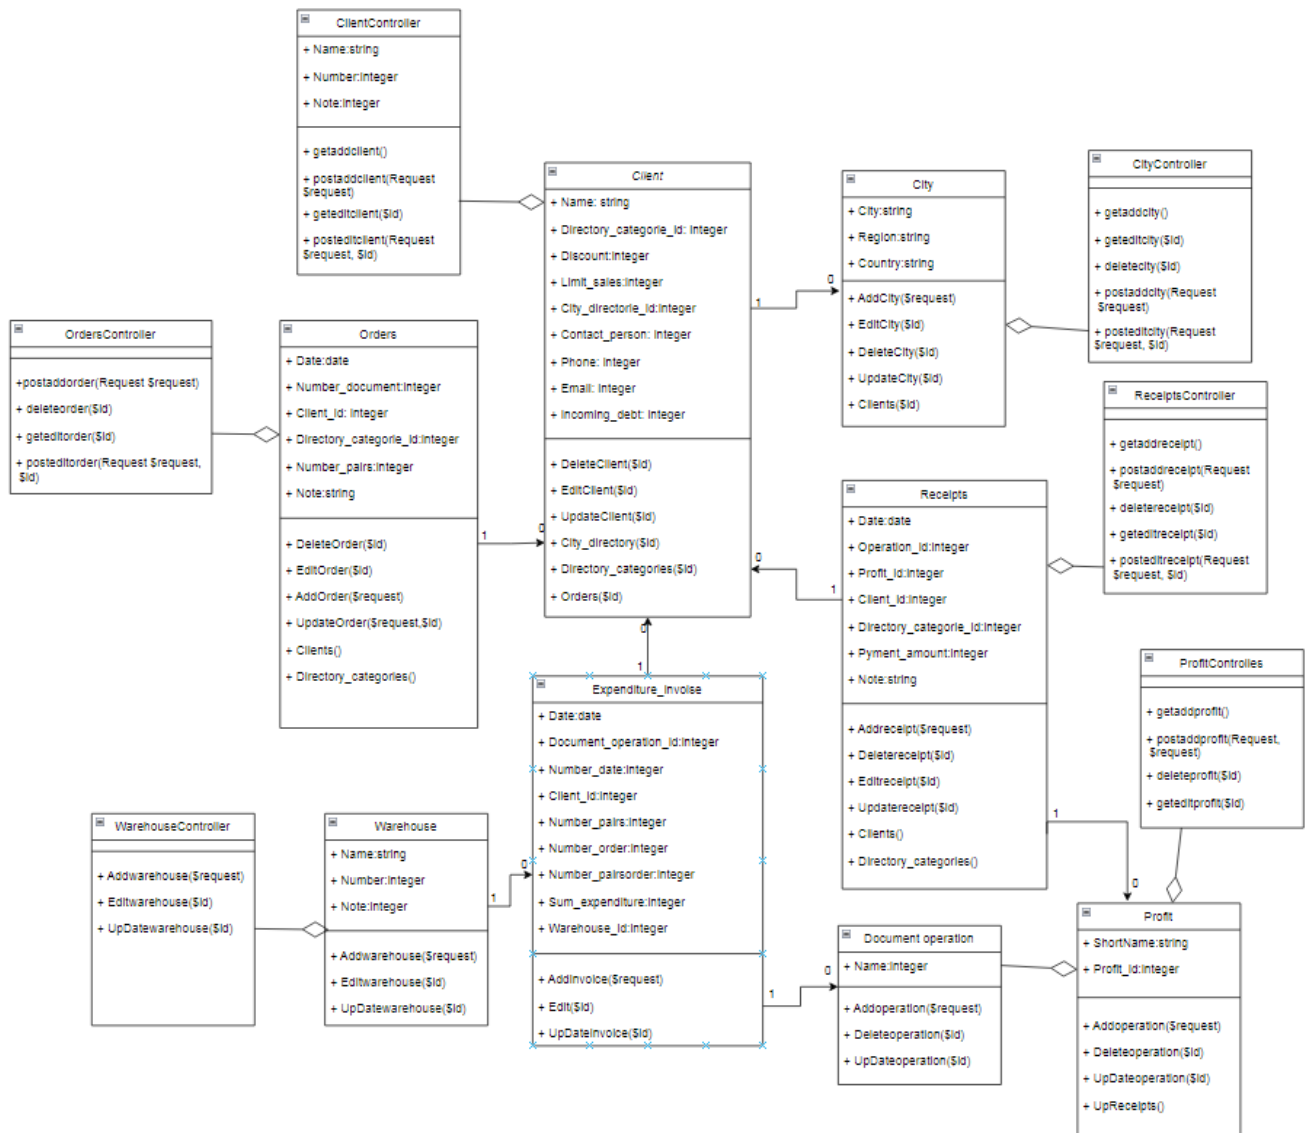 ClientController
+ Name:string
+ Number:Integer
+ Note:Integer
+ getaddclient()
+ postaddclient(Request
$request)
+ geteditclient($id)
+ posteditclient(Request
$request, $id)
Client
+ Name: string
+ Directory_categorie_id: Integer
+ Discount:Integer
+ Limit_sales:Integer
+ City_directorie_id:Integer
+ Contact_person: Integer
+ Phone: Integer
+ Email: Integer
+ Incoming_debt: Integer
+ DeleteClient($id)
+ EditClient($id)
+ UpdateClient($id)
+ City_directory($id)
+ Directory_categories($id)
+ Orders($id)
1
0
City
+ City:string
+ Region:string
+ Country:string
+ AddCity($request)
+ EditCity($id)
+ DeleteCity($id)
+ UpdateCity($id)
+ Clients($id)
CityController
+ getaddcity()
+ geteditcity($id)
+ deletecity($id)
+ postaddcity(Request
$request)
+ posteditcity(Request
$request, $id)
OrdersController
+postaddorder(Request $request)
+ deleteorder($id)
+ geteditorder($id)
+ posteditorder(Request $request,
$id)
Orders
+ Date:date
+ Number_document:Integer
+ Client_id: Integer
+ Directory_categorie_id:Integer
+ Number_pairs:Integer
+ Note:string
+ DeleteOrder($id)
+ EditOrder($id)
+ AddOrder($request)
+ UpdateOrder($request,$id)
+ Clients()
+ Directory_categories()
1
0
ReceiptsController
+ getaddreceipt()
+ postaddreceipt(Request
$request)
+ deletereceipt($id)
+ geteditreceipt($id)
+ posteditreceipt(Request
$request, $id)
Receipts
+ Date:date
+ Operation_id:Integer
+ Profit_id:Integer
+ Client_id:Integer
+ Directory_categorie_id:Integer
+ Pyment_amount:Integer
+ Note:string
+ Addreceipt($request)
+ Deletereceipt($id)
+ Editreceipt($id)
+ Updatereceipt($id)
+ Clients()
+ Directory_categories()
0
1
1
0
0
1
Expenditure_invoise
+ Date:date
+ Document_operation_id:Integer
+ Number_date:Integer
+ Client_id:Integer
+ Number_pairs:Integer
+ Number_order:Integer
+ Number_pairsorder:Integer
+ Sum_expenditure:Integer
+ Warehouse_id:Integer
+ AddInvoice($request)
+ Edit($id)
+ UpDateInvoice($id)
ProfitControlles
+ getaddprofit()
+ postaddprofit(Request,
$request)
+ deleteprofit($id)
+ geteditprofit($id)
WarehouseController
+ Addwarehouse($request)
+ Editwarehouse($id)
+ UpDatewarehouse($id)
Warehouse
+ Name:string
+ Number:Integer
+ Note:Integer
+ Addwarehouse($request)
+ Editwarehouse($id)
+ UpDatewarehouse($id)
1
0
1
0
Document operation
+ Name:Integer
+ Addoperation($request)
+ Deleteoperation($id)
+ UpDateoperation($id)
Profit
+ ShortName:string
+ Profit_id:Integer
+ Addoperation($request)
+ Deleteoperation($id)
+ UpDateoperation($id)
+ UpReceipts()